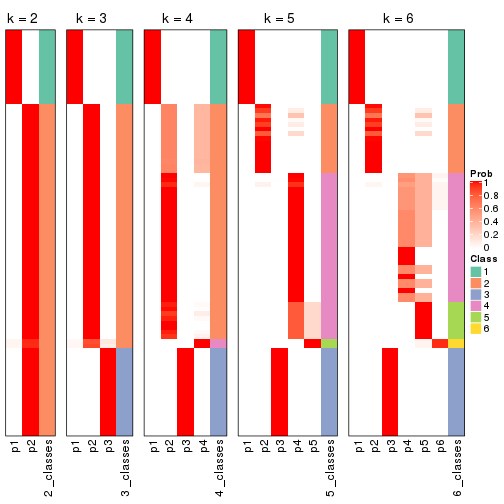 k = 2
k = 3
k = 4
k = 5
k = 6
Prob
1
0.8
0.6
0.4
0.2
0
Class
1
2
3
4
5
6
p1
p2
2_classes
p1
p2
p3
3_classes
p1
p2
p3
p4
4_classes
p1
p2
p3
p4
p5
5_classes
p1
p2
p3
p4
p5
p6
6_classes